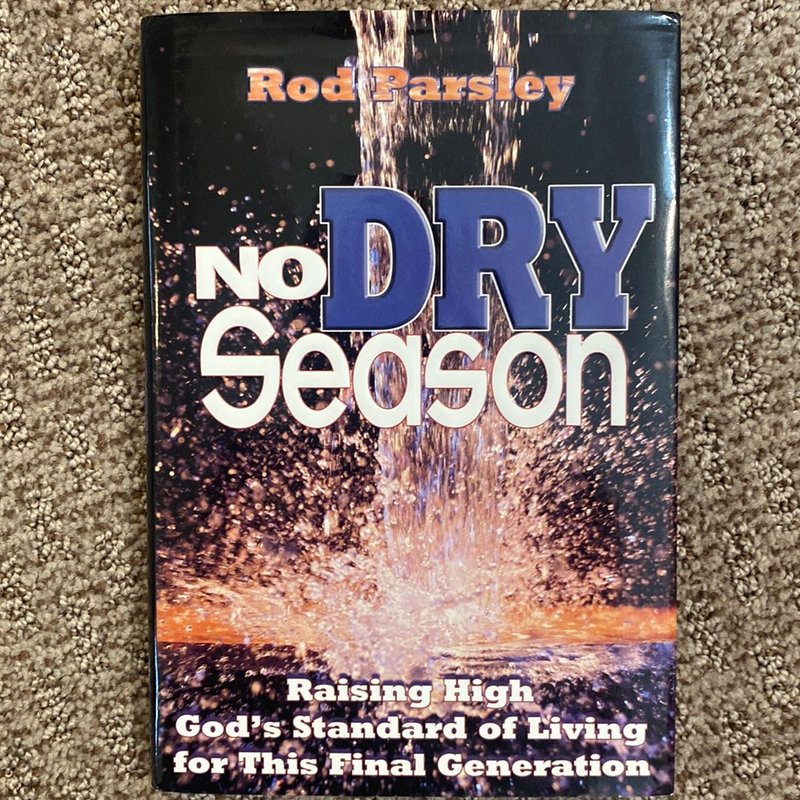 Rod Parsley
No DRY
Season
Raising High
God's Standard of Living
for This Final Generation